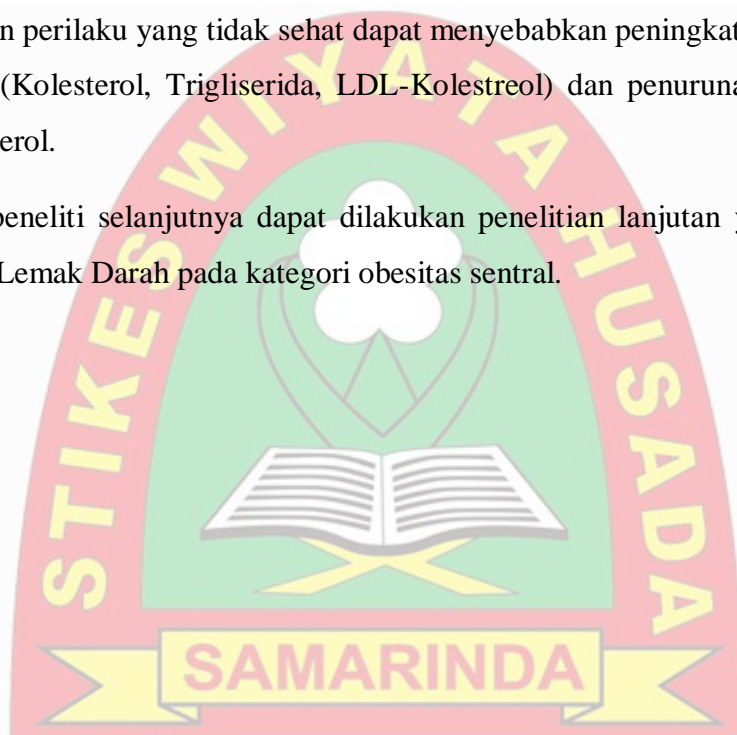 n perilaku yang tidak sehat dapat menyebabkan peningkat
(Kolesterol, Trigliserida, LDL-Kolestreol) dan penuruna
erol.
peneliti selanjutnya dapat dilakukan penelitian lanjutan y
Lemak Darah pada kategori obesitas sentral.
STIKES WIYATA HUSADA
SAMARINDA